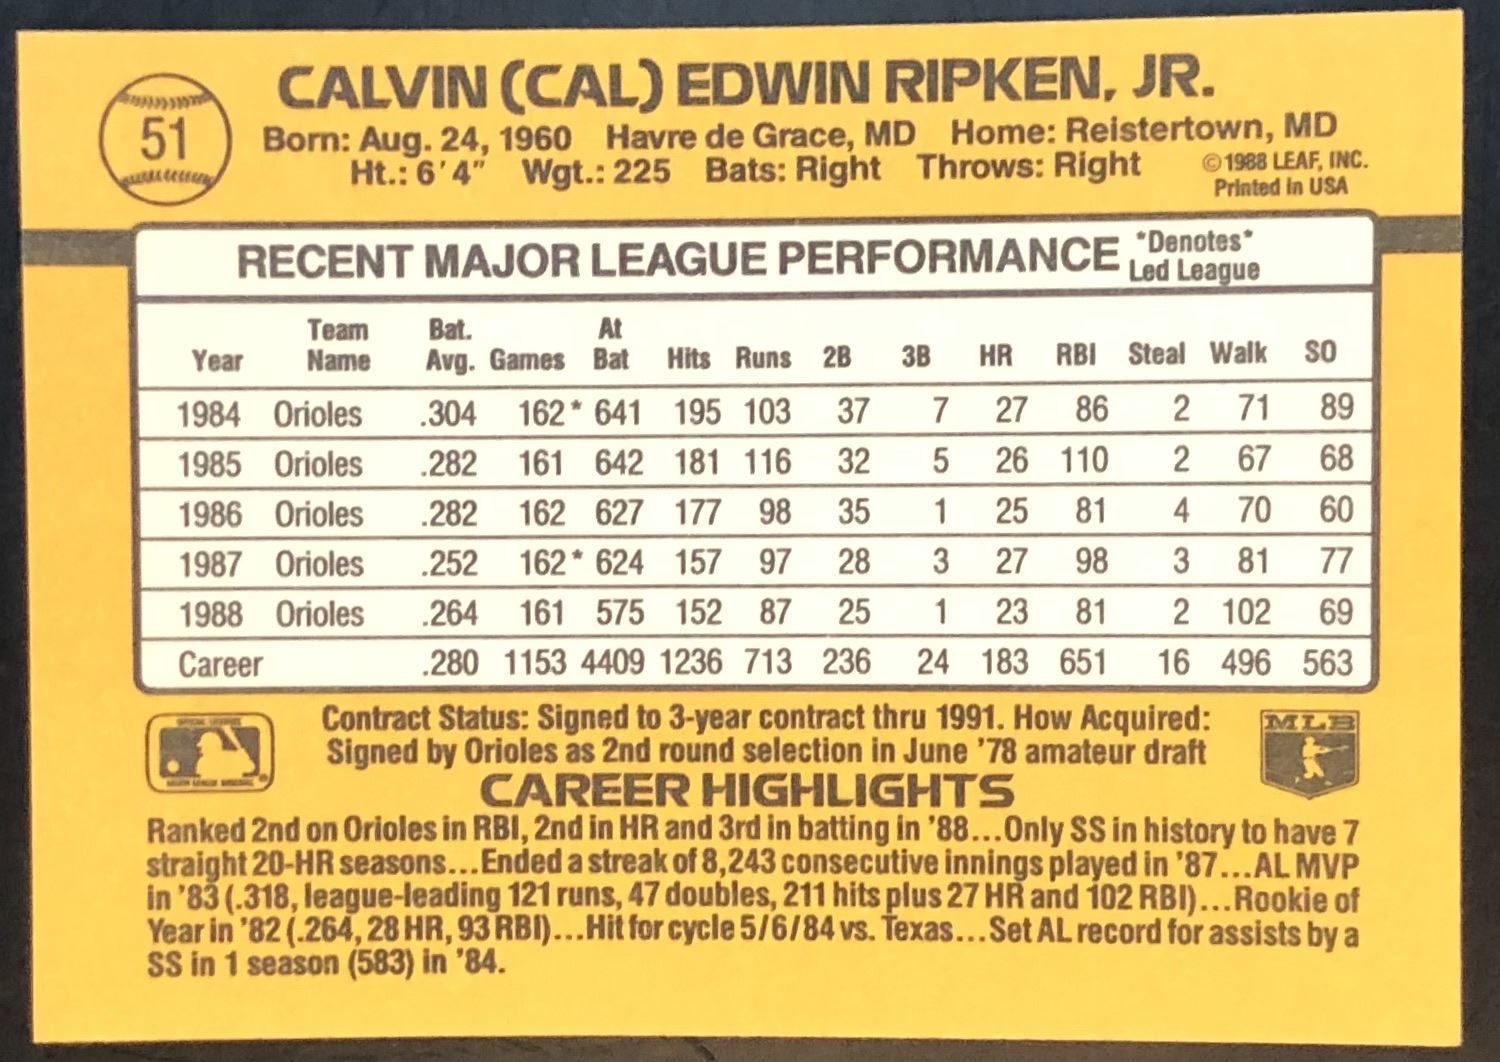 51
CALVIN (CAL) EDWIN RIPKEN, JR.
Born: Aug. 24, 1960 Havre de Grace, MD Home: Reistertown, MD
Ht.: 6'4" Wgt.: 225 Bats: Right Throws: Right
©1988 LEAF, INC.
Printed in USA
RECENT MAJOR LEAGUE PERFORMANCE *Denotes*
Led League
Team Bat. At
Year Name Avg. Games Bat Hits Runs 2B 3B HR RBI Steal Walk SO
1984 Orioles .304 162* 641 195 103 37 7 27 86 2 71 89
1985 Orioles .282 161 642 181 116 32 5 26 110 2 67 68
1986 Orioles .282 162 627 177 98 35 1 25 81 4 70 60
1987 Orioles .252 162* 624 157 97 28 3 27 98 3 81 77
1988 Orioles .264 161 575 152 87 25 1 23 81 2 102 69
Career .280 1153 4409 1236 713 236 24 183 651 16 496 563
Contract Status: Signed to 3-year contract thru 1991. How Acquired:
Signed by Orioles as 2nd round selection in June '78 amateur draft
MLB
CAREER HIGHLIGHTS
Ranked 2nd on Orioles in RBI, 2nd in HR and 3rd in batting in '88...Only SS in history to have 7
straight 20-HR seasons...Ended a streak of 8,243 consecutive innings played in '87...AL MVP
in '83 (.318, league-leading 121 runs, 47 doubles, 211 hits plus 27 HR and 102 RBI)...Rookie of
Year in '82 (.264, 28 HR, 93 RBI)...Hit for cycle 5/6/84 vs. Texas...Set AL record for assists by a
SS in 1 season (583) in '84.